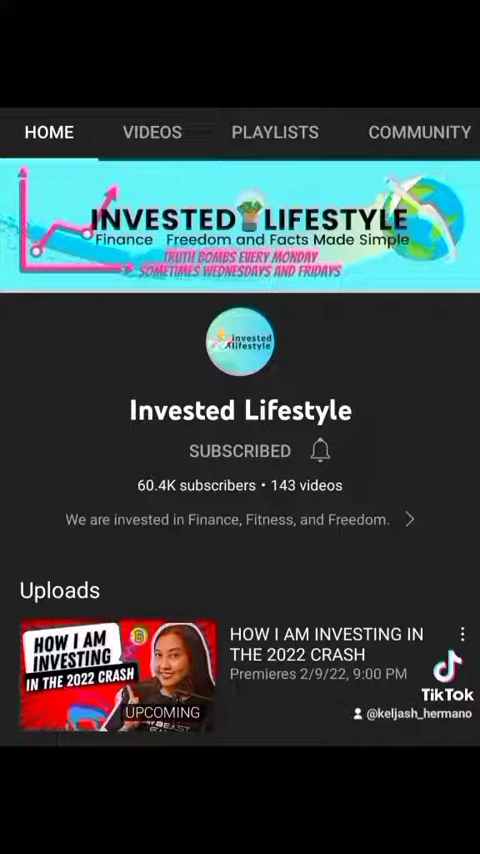 HOME VIDEOS PLAYLISTS COMMUNITY
INVESTED LIFESTYLE
Finance Freedom and Facts Made Simple
TRUTH BOMBS EVERY MONDAY
SOMETIMES WEDNESDAYS AND FRIDAYS
invested
lifestyle
Invested Lifestyle
SUBSCRIBED
60.4K subscribers • 143 videos
We are invested in Finance, Fitness, and Freedom.
Uploads
HOW I AM
INVESTING
IN THE 2022 CRASH
UPCOMING
HOW I AM INVESTING IN
THE 2022 CRASH
Premieres 2/9/22, 9:00 PM
TikTok
@keljash_hermano